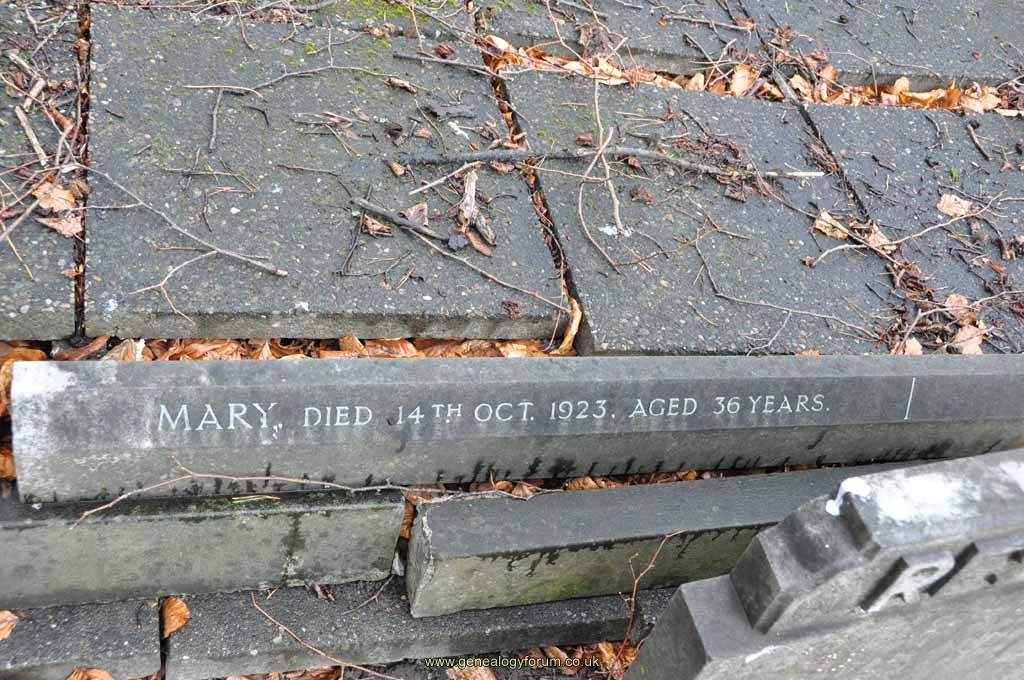 MARY, DIED 14TH OCT. 1923. AGED 36 YEARS.
www.genealogyforum.co.uk